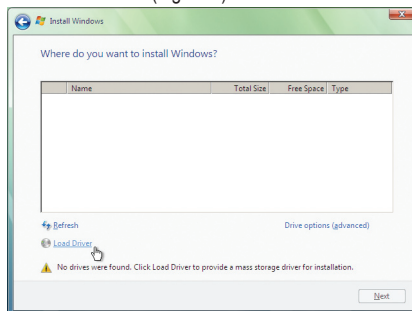 Install Windows
Where do you want to install Windows?
Name Total Size Free Space Type
Refresh Drive options (advanced)
Load Driver
No drives were found. Click Load Driver to provide a mass storage driver for installation.
Next